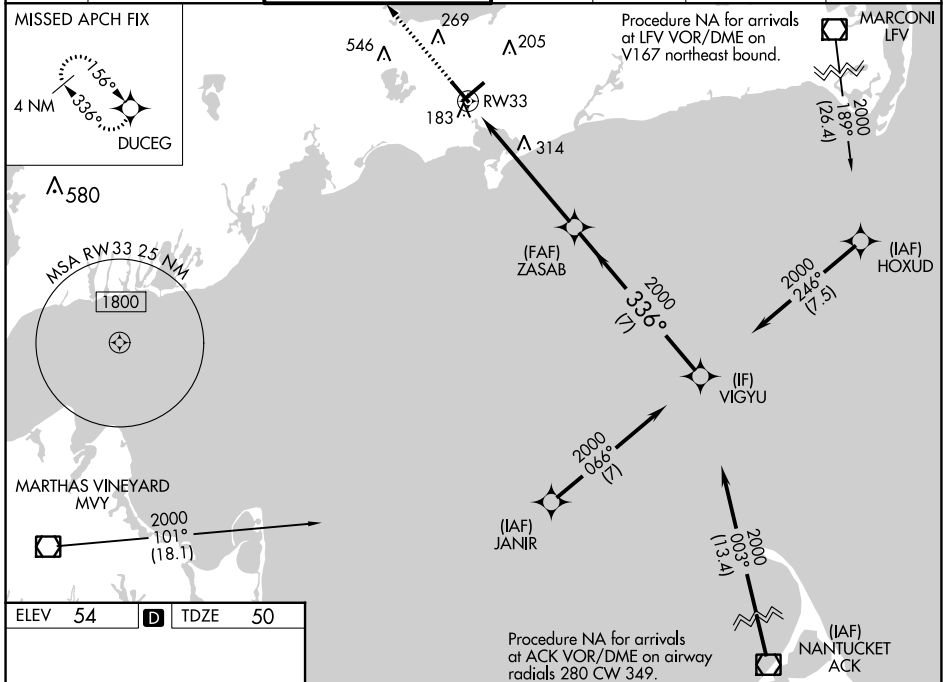 MISSED APCH FIX
4 NM
156°
336°
DUCEG
546
269
205
183
RW33
314
Procedure NA for arrivals
at LFV VOR/DME on
V167 northeast bound.
MARCONI
LFV
2000
189°
(26.4)
580
MSA RW33 25 NM
1800
(FAF)
ZASAB
2000
336°
(7)
(IAF)
HOXUD
2000
246°
(7.5)
(IF)
VIGYU
2000
066°
(7)
(IAF)
JANIR
MARTHAS VINEYARD
MVY
2000
101°
(18.1)
2000
003°
(13.4)
(IAF)
NANTUCKET
ACK
Procedure NA for arrivals
at ACK VOR/DME on airway
radials 280 CW 349.
ELEV 54 D TDZE 50